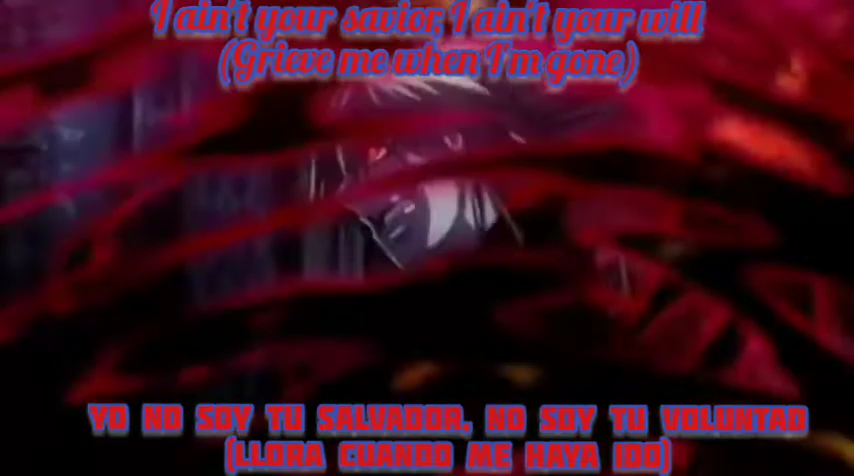 I ain't your savior, I ain't your will
(Grieve me when I'm gone)
YO NO SOY TU SALVADOR, NO SOY TU VOLUNTAD
(LLORA CUANDO ME HAYA IDO)